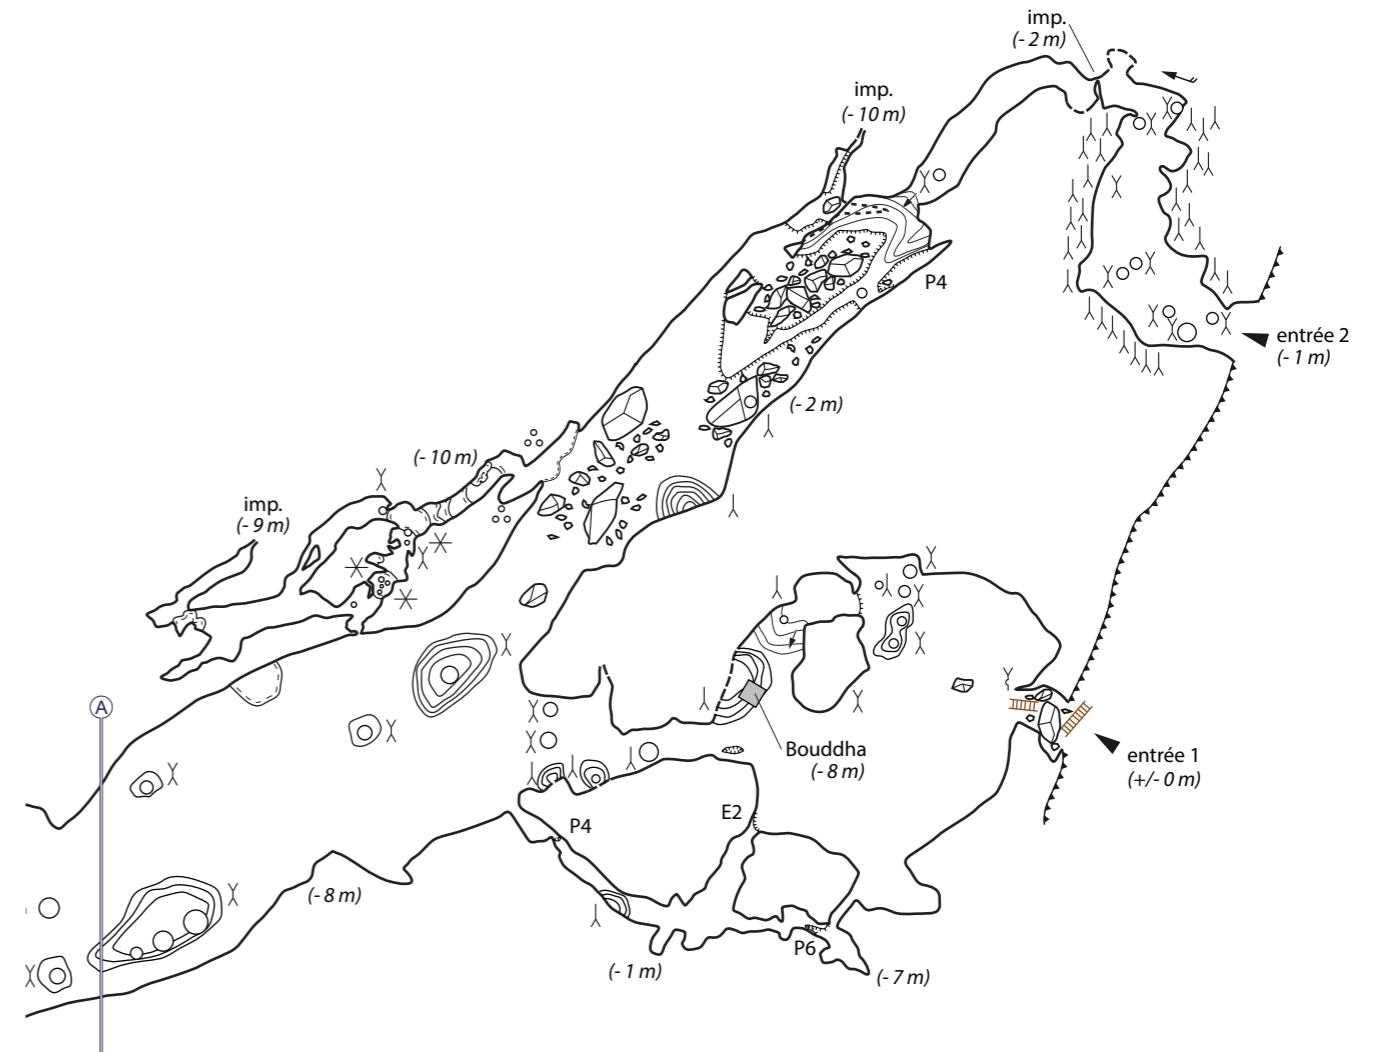 imp.
(- 2 m)
imp.
(- 10 m)
P4
entrée 2
(- 1 m)
(- 2 m)
(- 10 m)
imp.
(- 9 m)
A
Bouddha
(- 8 m)
entrée 1
(+/- 0 m)
E2
P4
(- 8 m)
P6
(- 1 m)
(- 7 m)